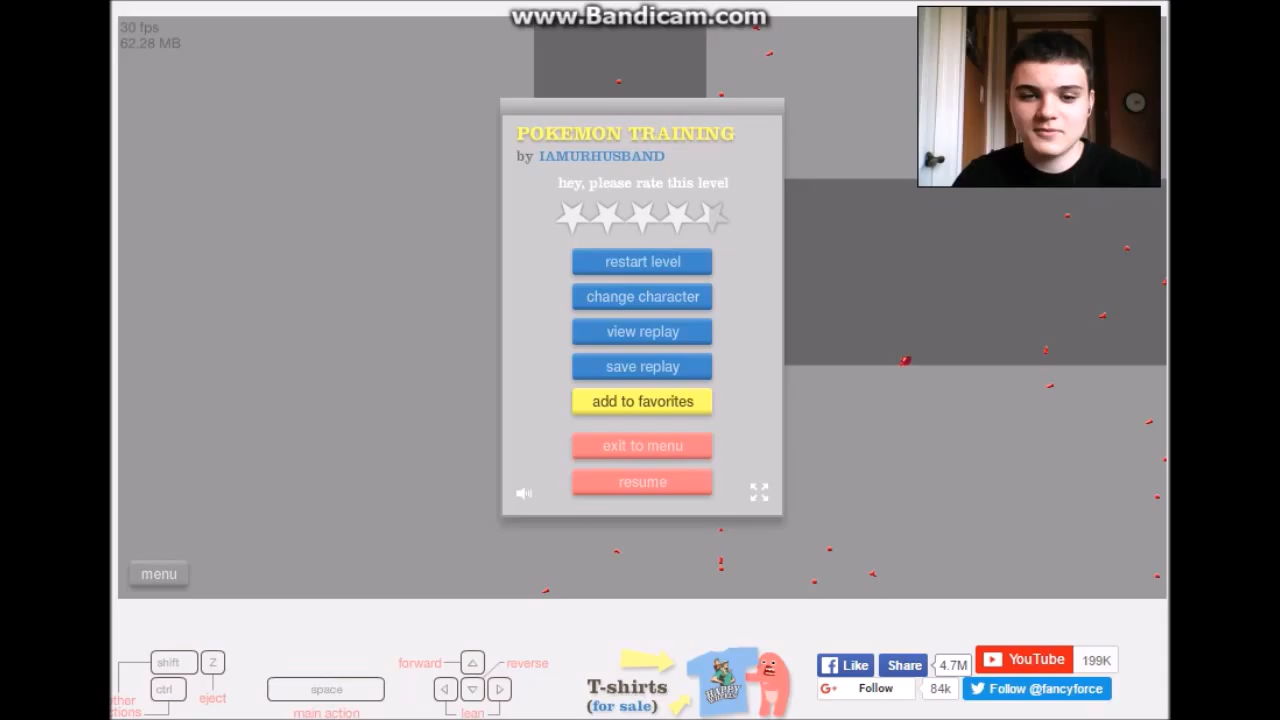 www.Bandicam.com
30 fps
62.28 MB
POKEMON TRAINING
by IAMURHUSBAND
hey, please rate this level
restart level
change character
view replay
save replay
add to favorites
exit to menu
resume
menu
shift
Z
ctrl
eject
space
main action
forward
reverse
lean
T-shirts
(for sale)
HAPPY WHEELS
Like
Share
4.7M
YouTube
199K
G+
Follow
84k
Follow @fancyforce